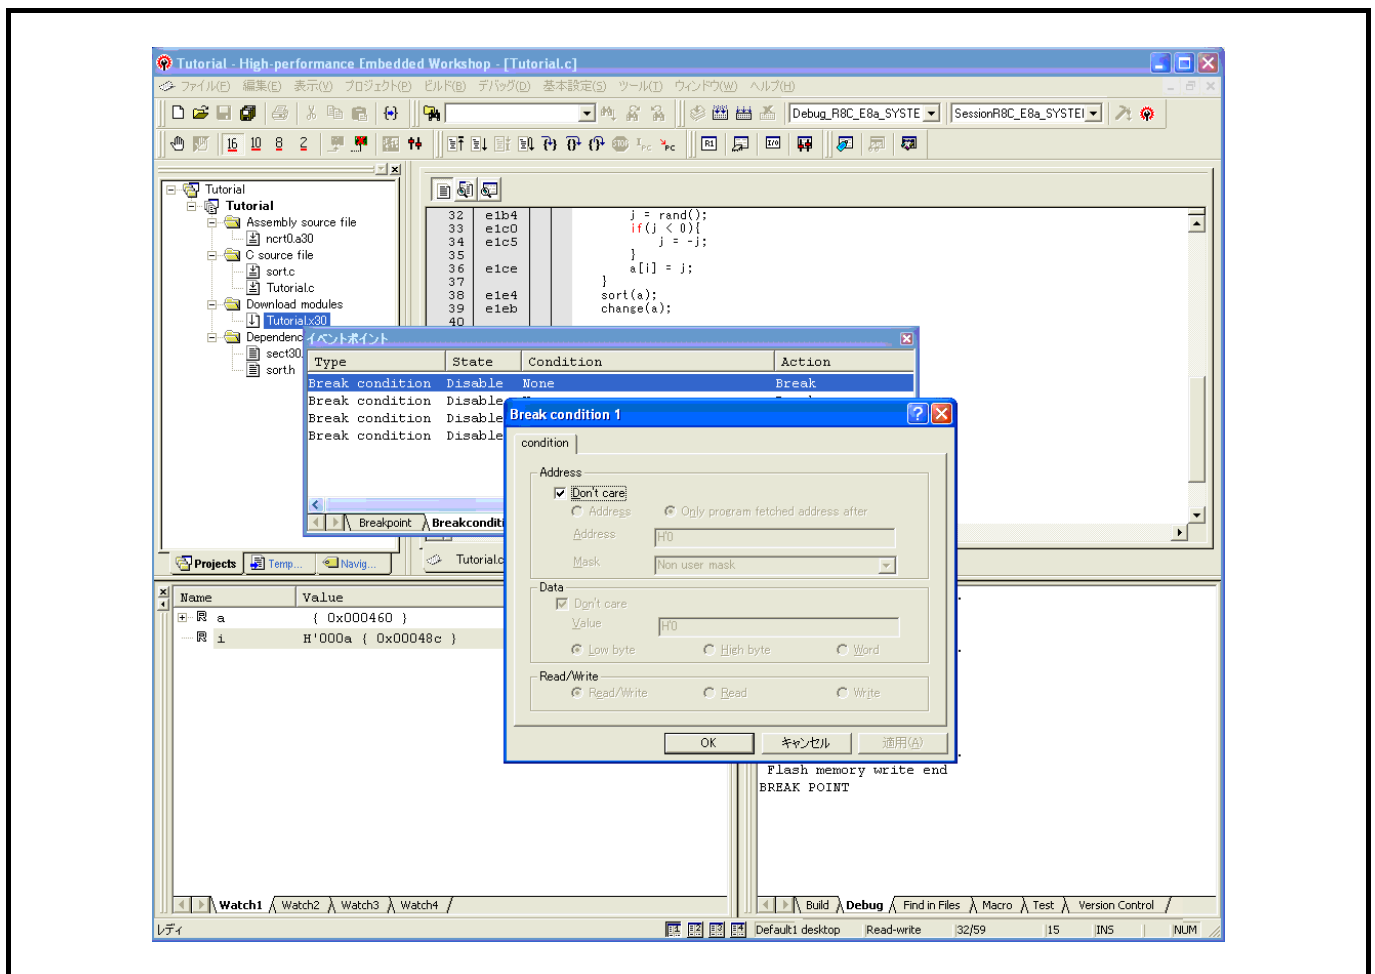 Tutorial - High-performance Embedded Workshop - [Tutorial.c]
ファイル(F) 編集(E) 表示(V) プロジェクト(P) ビルド(B) デバッグ(D) 基本設定(S) ツール(T) ウィンドウ(W) ヘルプ(H)
Debug_R8C_E8a_SYSTE SessionR8C_E8a_SYSTEI
16 10 8 2
Tutorial
Tutorial
Assembly source file
ncrt0.a30
C source file
sort.c
Tutorial.c
Download modules
Tutorial.x30
Dependenc
sect30.
sort.h
Projects Temp... Navig...
32 e1b4 j = rand();
33 e1c0 if(j < 0){
34 e1c5 j = -j;
35 }
36 e1ce a[i] = j;
37 }
38 e1e4 sort(a);
39 e1eb change(a);
40
Tutorial.c
イベントポイント
Type State Condition Action
Break condition Disable None Break
Break condition Disable
Break condition Disable
Break condition Disable
Breakpoint Breakconditi
Break condition 1
condition
Address
Don't care
Address Only program fetched address after
Address H'0
Mask Non user mask
Data
Don't care
Value H'0
Low byte High byte Word
Read/Write
Read/Write Read Write
OK キャンセル 適用(A)
Name Value
a { 0x000460 }
i H'000a { 0x00048c }
Watch1 Watch2 Watch3 Watch4
Flash memory write end
BREAK POINT
Build Debug Find in Files Macro Test Version Control
レディ Default1 desktop Read-write 32/59 15 INS NUM